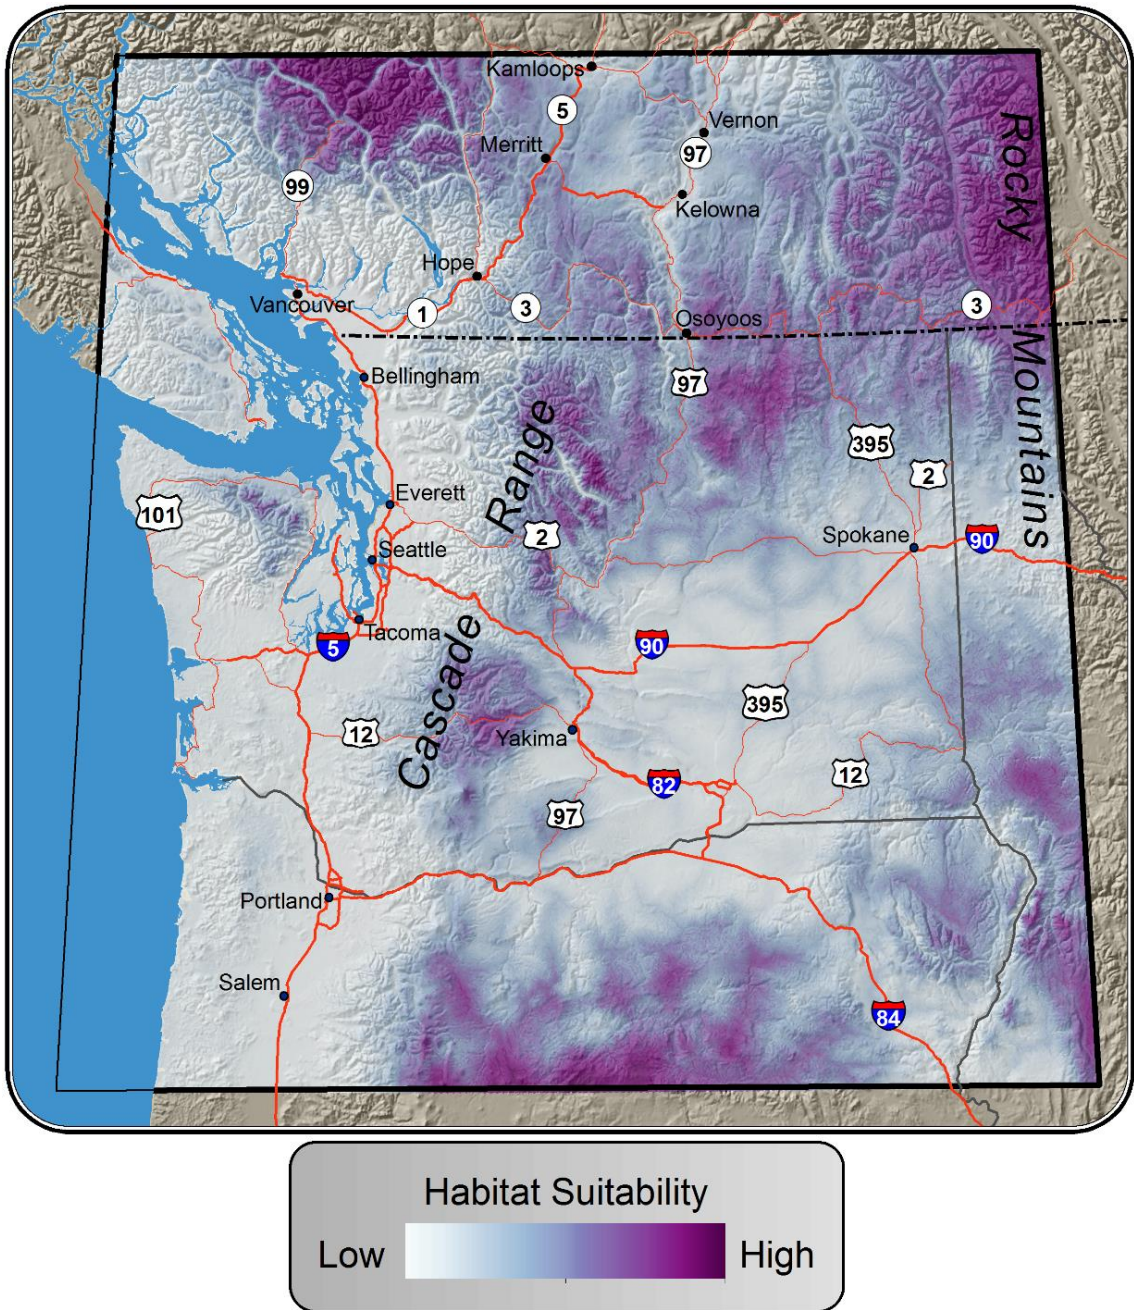 Kamloops
5
Vernon
Merritt
97
99
Kelowna
Rocky
Hope
Vancouver
1
3
3
Osoyoos
Mountains
Bellingham
97
Range
395
2
Everett
101
2
Spokane
90
Seattle
Tacoma
5
90
Cascade
395
12
Yakima
12
82
97
Portland
Salem
84
Habitat Suitability
Low
High